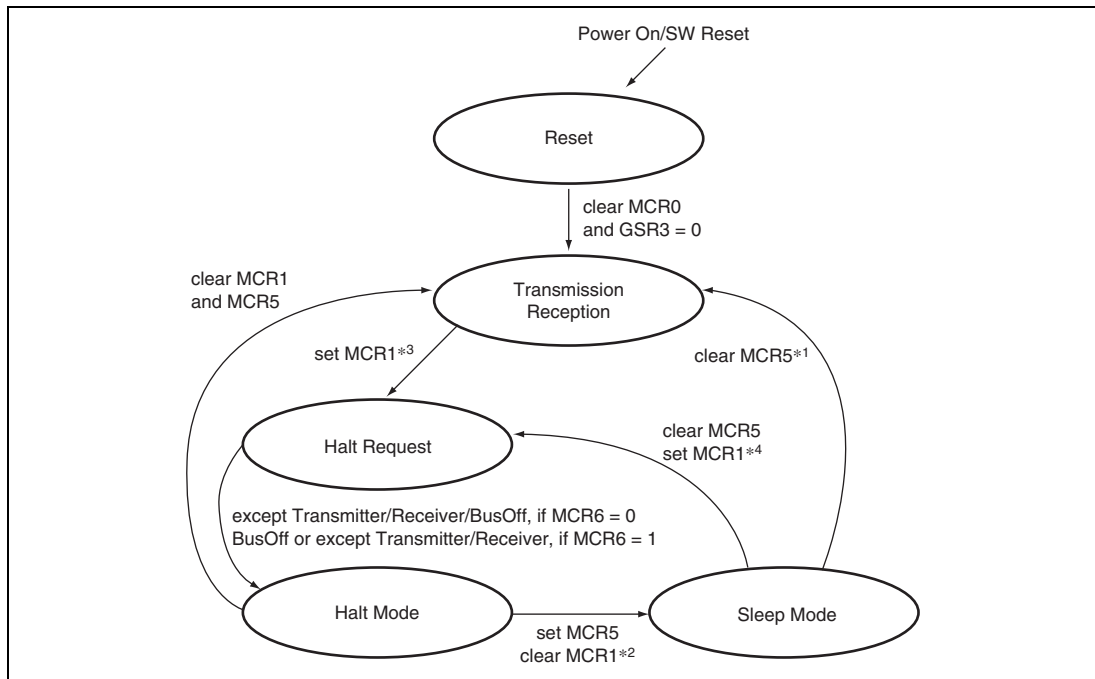 Power On/SW Reset
Reset
clear MCR0
and GSR3 = 0
clear MCR1
and MCR5
Transmission
Reception
set MCR1*3
clear MCR5*1
Halt Request
clear MCR5
set MCR1*4
except Transmitter/Receiver/BusOff, if MCR6 = 0
BusOff or except Transmitter/Receiver, if MCR6 = 1
Halt Mode
Sleep Mode
set MCR5
clear MCR1*2